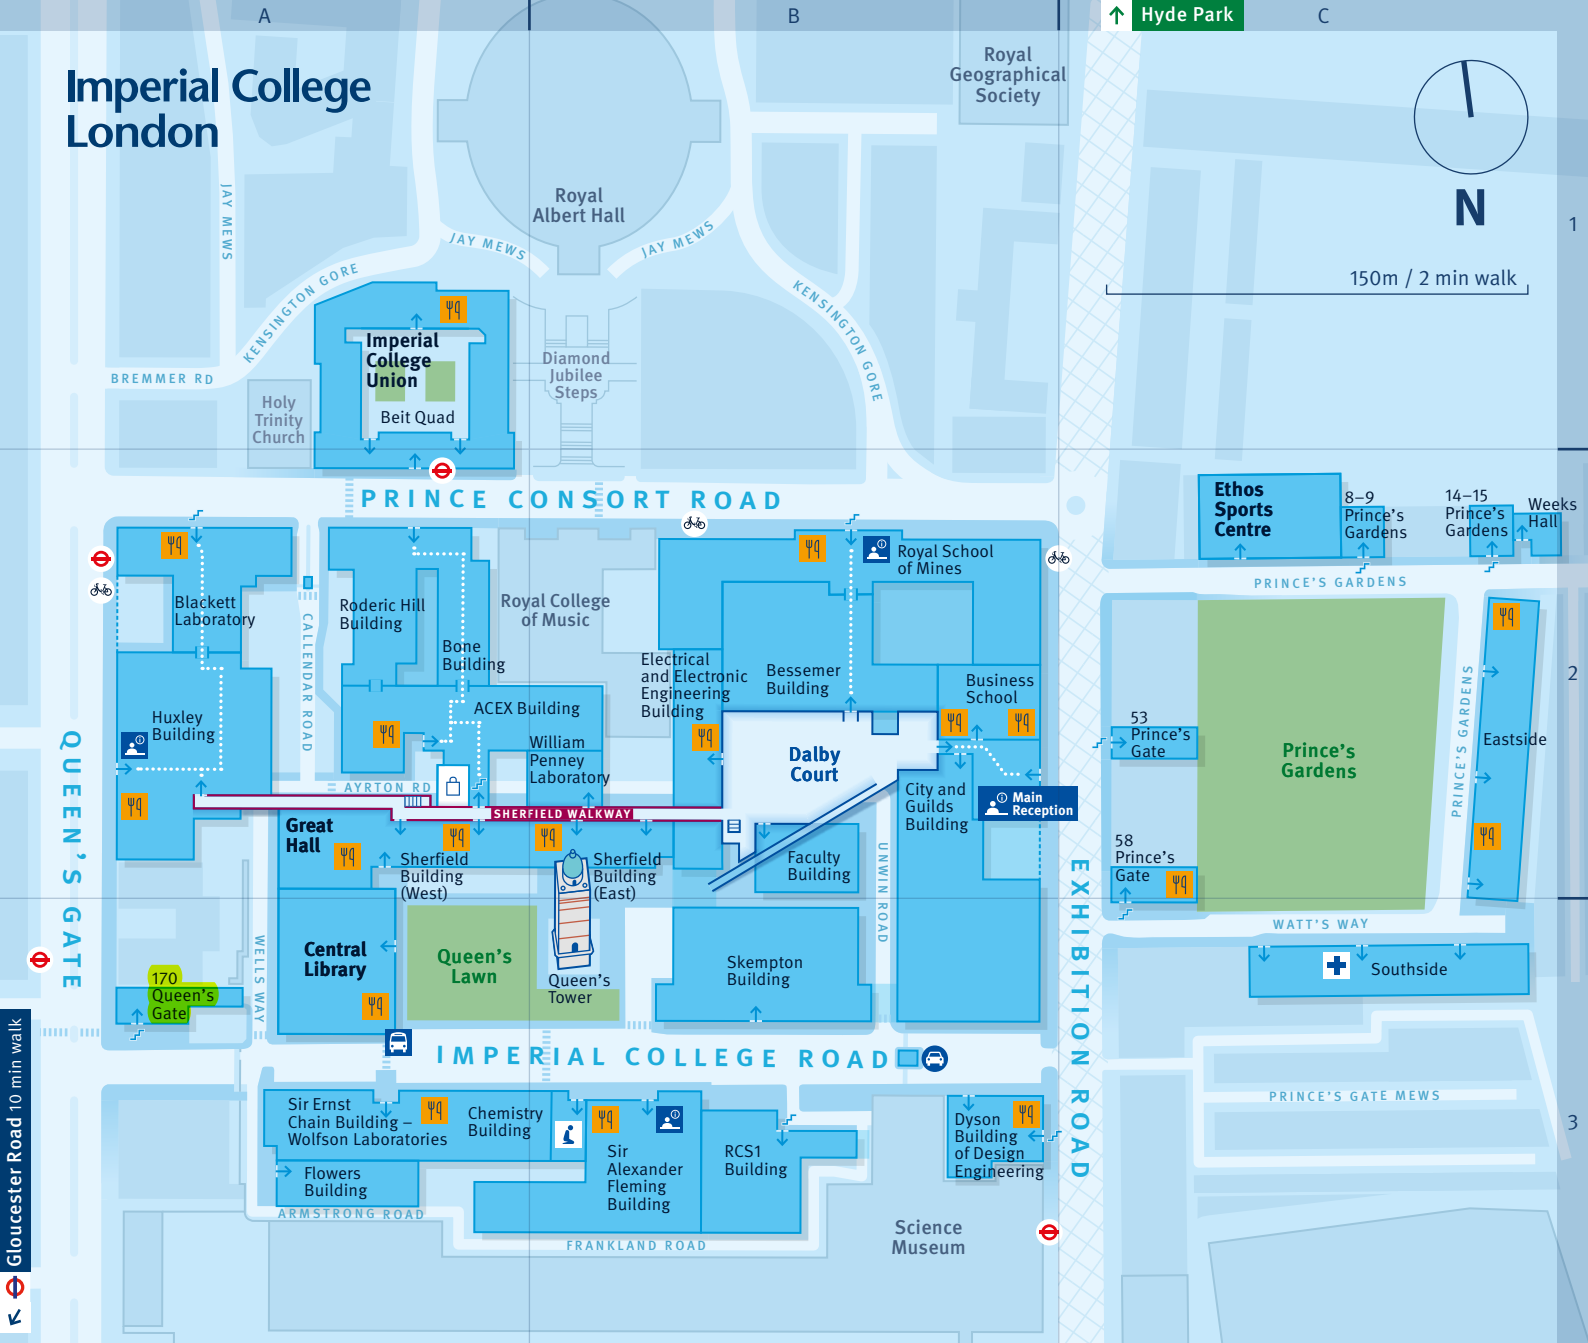 A
B
Hyde Park
C
Imperial College
London
Royal
Geographical
Society
N
1
150m / 2 min walk
Royal
Albert Hall
JAY MEWS
JAY MEWS
JAY MEWS
KENSINGTON GORE
KENSINGTON GORE
BREMMER RD
Imperial
College
Union
Beit Quad
Holy
Trinity
Church
Diamond
Jubilee
Steps
PRINCE CONSORT ROAD
Ethos
Sports
Centre
8–9
Prince's
Gardens
14–15
Prince's
Gardens
Weeks
Hall
PRINCE'S GARDENS
Blackett
Laboratory
CALLENDAR ROAD
Roderic Hill
Building
Bone
Building
Royal College
of Music
Royal School
of Mines
Electrical
and Electronic
Engineering
Building
Bessemer
Building
Business
School
2
Huxley
Building
ACEX Building
William
Penney
Laboratory
Dalby
Court
53
Prince's
Gate
Prince's
Gardens
PRINCE'S GARDENS
Eastside
AYRTON RD
SHERFIELD WALKWAY
City and
Guilds
Building
Main
Reception
Great
Hall
Sherfield
Building
(West)
Sherfield
Building
(East)
Faculty
Building
UNWIN ROAD
58
Prince's
Gate
QUEEN'S GATE
EXHIBITION ROAD
WATT'S WAY
Central
Library
Queen's
Lawn
Queen's
Tower
Skempton
Building
Southside
WELLS WAY
170
Queen's
Gate
IMPERIAL COLLEGE ROAD
Gloucester Road 10 min walk
Sir Ernst
Chain Building –
Wolfson Laboratories
Chemistry
Building
Flowers
Building
Sir
Alexander
Fleming
Building
RCS1
Building
Dyson
Building
of Design
Engineering
PRINCE'S GATE MEWS
3
ARMSTRONG ROAD
FRANKLAND ROAD
Science
Museum